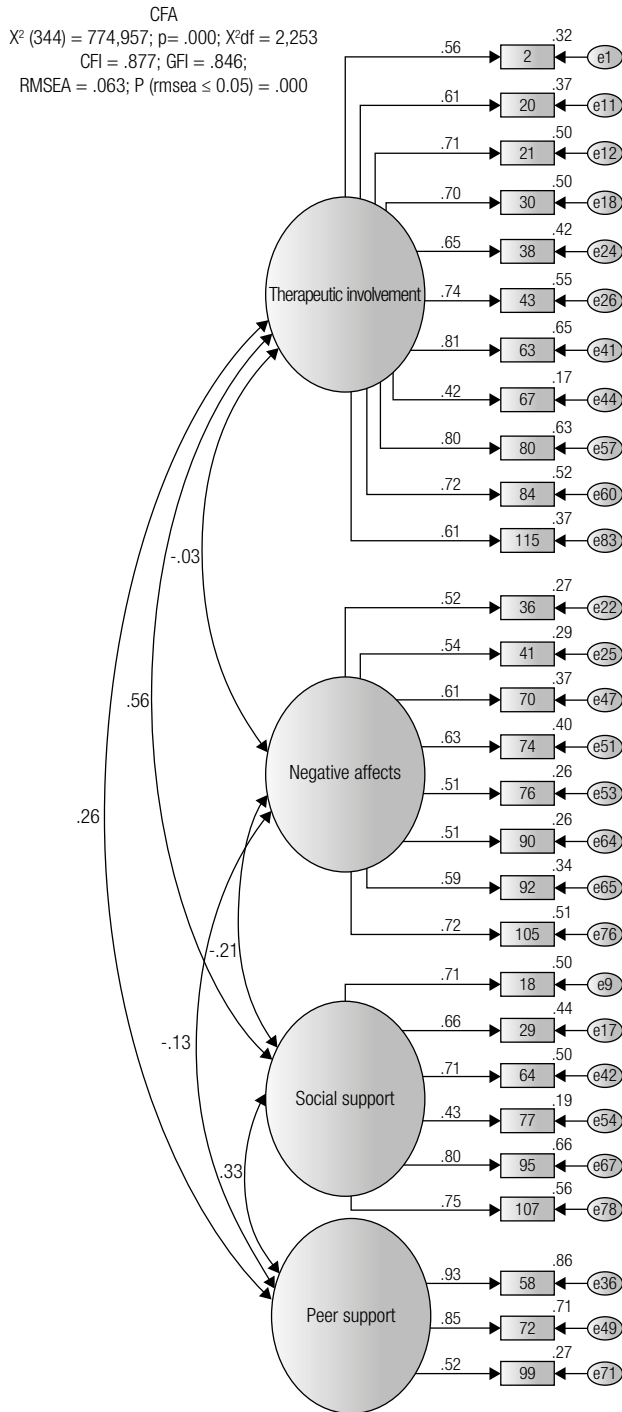 CFA
X² (344) = 774,957; p= .000; X²df = 2,253
CFI = .877; GFI = .846;
RMSEA = .063; P (rmsea ≤ 0.05) = .000
.56 2 .32 e1
.61 20 .37 e11
.71 21 .50 e12
.70 30 .50 e18
.65 38 .42 e24
Therapeutic involvement
.74 43 .55 e26
.81 63 .65 e41
.42 67 .17 e44
.80 80 .63 e57
.72 84 .52 e60
.61 115 .37 e83
-.03
.56
.26
.52 36 .27 e22
.54 41 .29 e25
.61 70 .37 e47
.63 74 .40 e51
Negative affects
.51 76 .26 e53
.51 90 .26 e64
.59 92 .34 e65
.72 105 .51 e76
-.21
-.13
.71 18 .50 e9
.66 29 .44 e17
.71 64 .50 e42
Social support
.43 77 .19 e54
.80 95 .66 e67
.75 107 .56 e78
.33
.93 58 .86 e36
Peer support
.85 72 .71 e49
.52 99 .27 e71